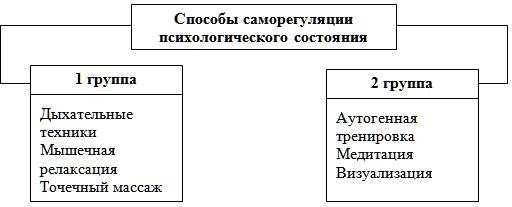 Способы саморегуляции
психологического состояния
1 группа
Дыхательные
техники
Мышечная
релаксация
Точечный массаж
2 группа
Аутогенная
тренировка
Медитация
Визуализация